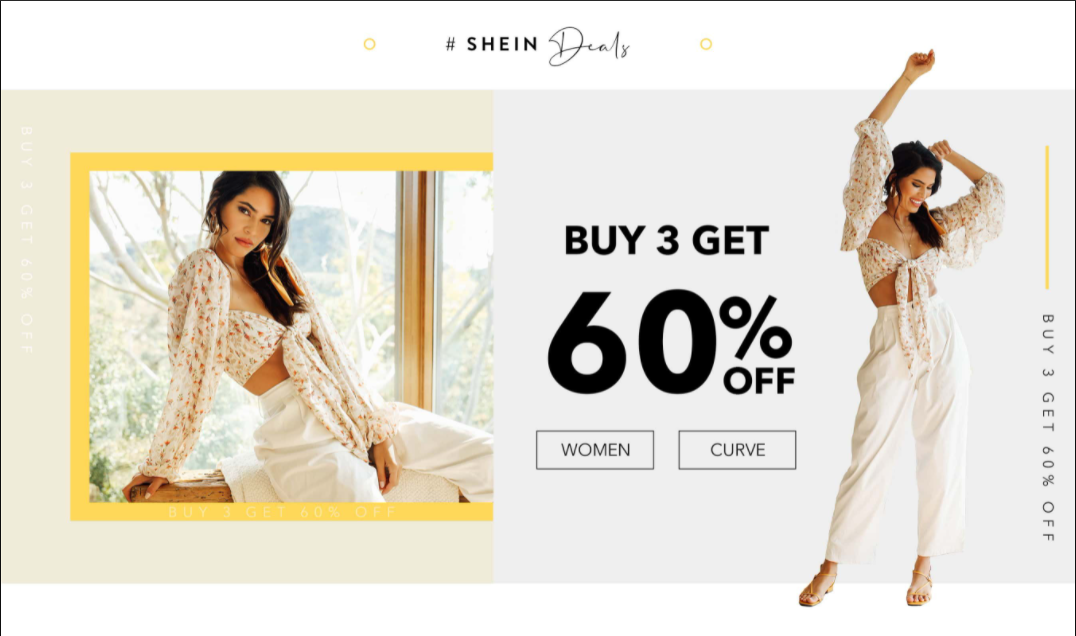 # SHEIN Deals
BUY 3 GET 60% OFF
BUY 3 GET 60% OFF
BUY 3 GET
60%
OFF
WOMEN
CURVE
BUY 3 GET 60% OFF